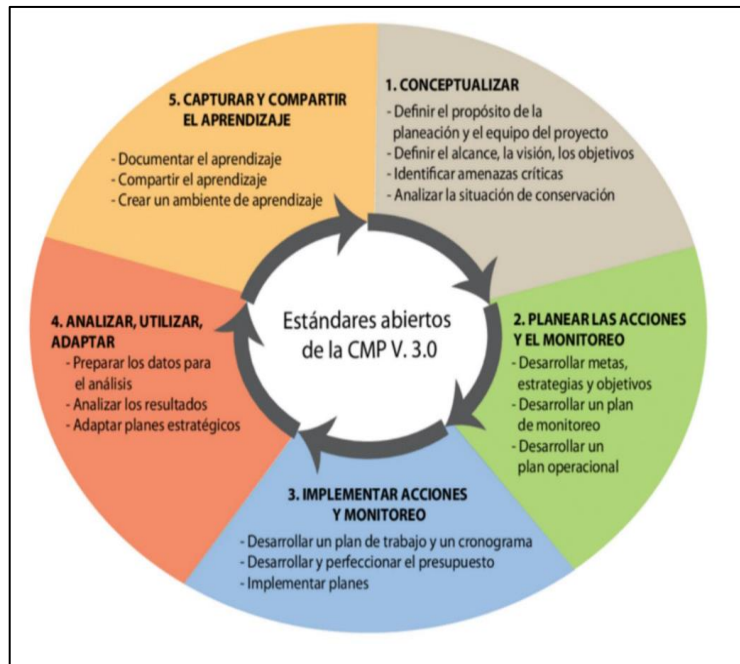 1. CONCEPTUALIZAR
- Definir el propósito de la
planeación y el equipo del proyecto
- Definir el alcance, la visión, los objetivos
- Identificar amenazas críticas
- Analizar la situación de conservación
2. PLANEAR LAS ACCIONES
Y EL MONITOREO
- Desarrollar metas,
estrategias y objetivos
- Desarrollar un plan
de monitoreo
- Desarrollar un
plan operacional
3. IMPLEMENTAR ACCIONES
Y MONITOREO
- Desarrollar un plan de trabajo y un cronograma
- Desarrollar y perfeccionar el presupuesto
- Implementar planes
4. ANALIZAR, UTILIZAR,
ADAPTAR
- Preparar los datos para
el análisis
- Analizar los resultados
- Adaptar planes estratégicos
5. CAPTURAR Y COMPARTIR
EL APRENDIZAJE
- Documentar el aprendizaje
- Compartir el aprendizaje
- Crear un ambiente de aprendizaje
Estándares abiertos
de la CMP V. 3.0